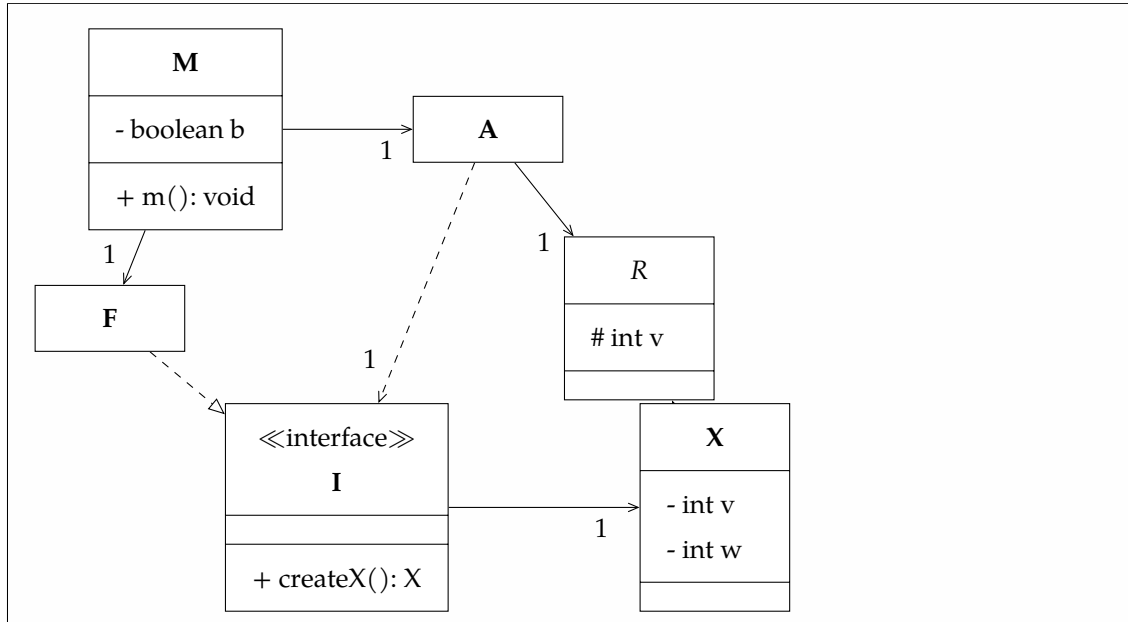 M
- boolean b
+ m(): void
1
A
1
F
1
R
# int v
1
≪interface≫
I
+ createX(): X
1
X
- int v
- int w